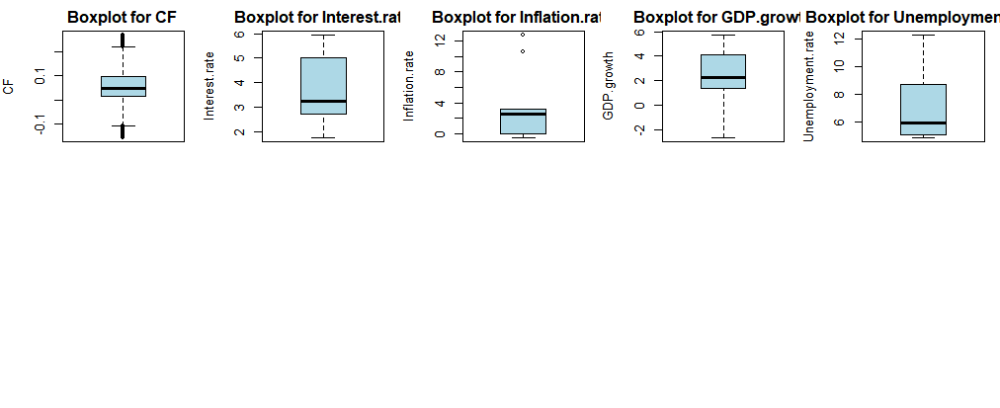 Boxplot for CF
CF
-0.1
0.1
Boxplot for Interest.rat
Interest.rate
2
3
4
5
6
Boxplot for Inflation.rat
Inflation.rate
0
4
8
12
Boxplot for GDP.growt
GDP.growth
-2
0
2
4
6
Boxplot for Unemploymen
Unemployment.rate
6
8
10
12